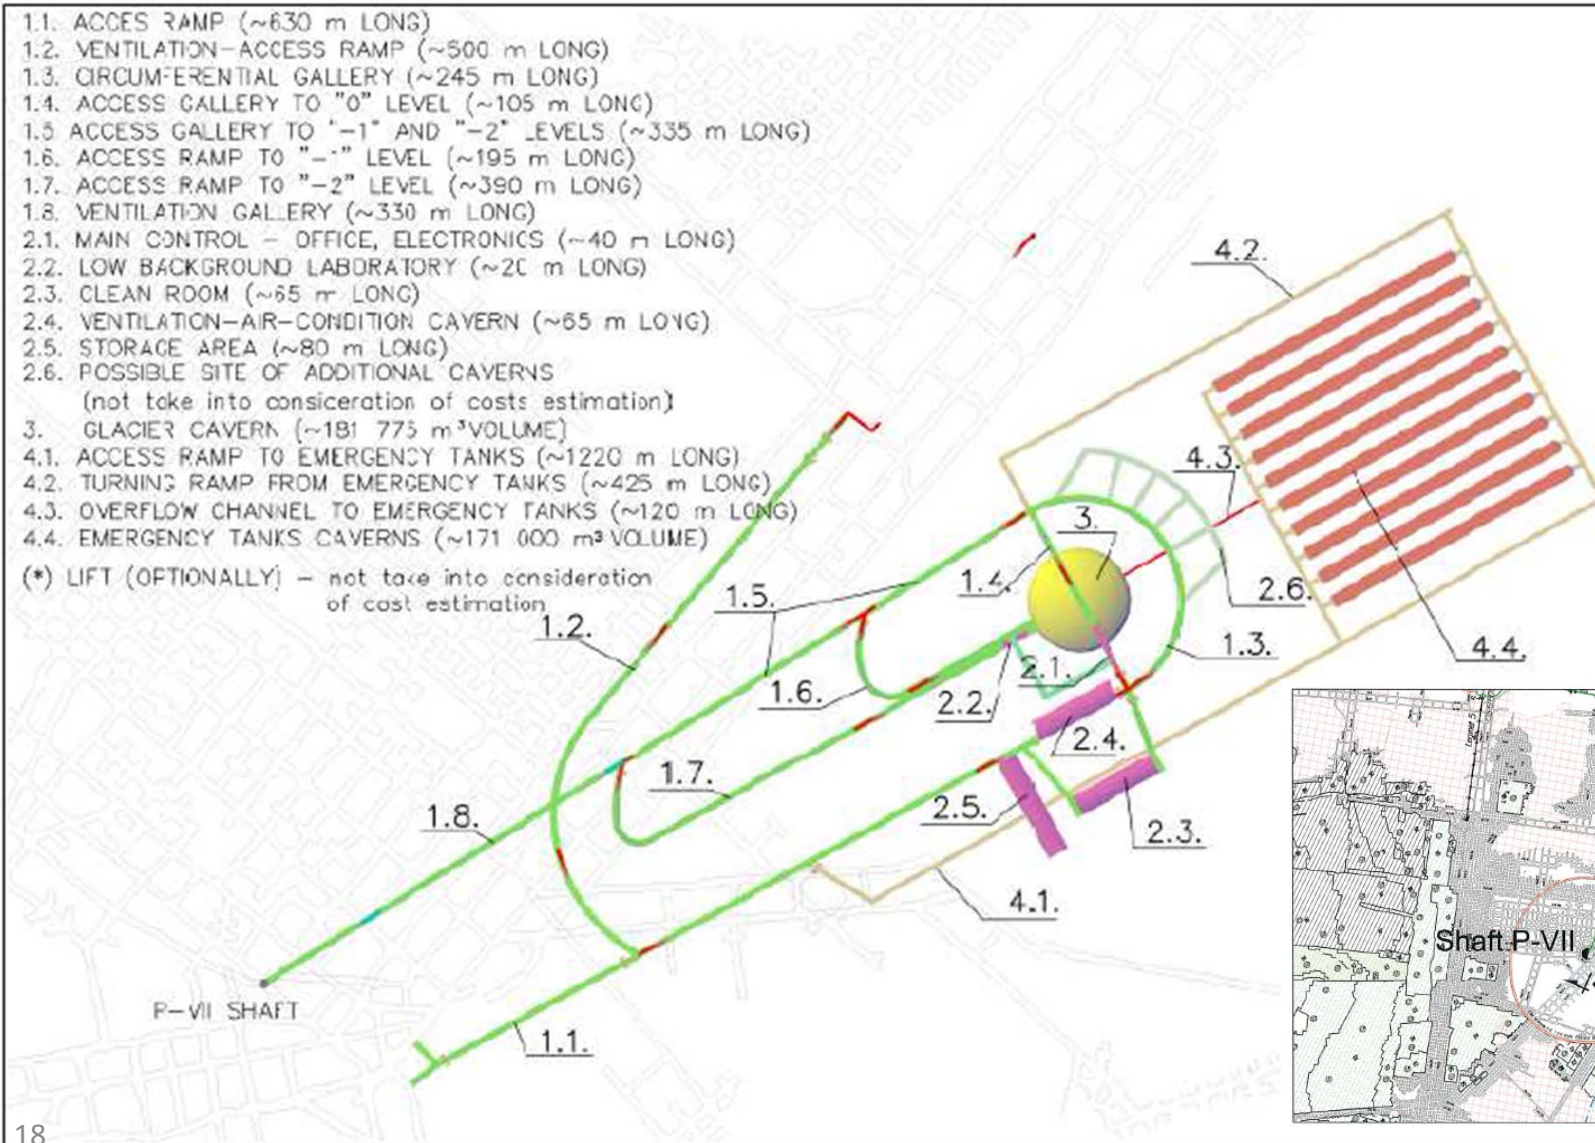 1.1. ACCES RAMP (~630 m LONG)
1.2. VENTILATION-ACCESS RAMP (~500 m LONG)
1.3. CIRCUMFERENTIAL GALLERY (~245 m LONG)
1.4. ACCESS GALLERY TO "0" LEVEL (~105 m LONG)
1.5 ACCESS GALLERY TO "-1" AND "-2" LEVELS (~335 m LONG)
1.6. ACCESS RAMP TO "-1" LEVEL (~195 m LONG)
1.7. ACCESS RAMP TO "-2" LEVEL (~390 m LONG)
1.8. VENTILATION GALLERY (~330 m LONG)
2.1. MAIN CONTROL - OFFICE, ELECTRONICS (~40 m LONG)
2.2. LOW BACKGROUND LABORATORY (~20 m LONG)
2.3. CLEAN ROOM (~65 m LONG)
2.4. VENTILATION-AIR-CONDITION CAVERN (~65 m LONG)
2.5. STORAGE AREA (~80 m LONG)
2.6. POSSIBLE SITE OF ADDITIONAL CAVERNS
(not take into consideration of costs estimation)
3. GLACIER CAVERN (~181 775 m³ VOLUME)
4.1. ACCESS RAMP TO EMERGENCY TANKS (~1220 m LONG)
4.2. TURNING RAMP FROM EMERGENCY TANKS (~425 m LONG)
4.3. OVERFLOW CHANNEL TO EMERGENCY TANKS (~120 m LONG)
4.4. EMERGENCY TANKS CAVERNS (~171 000 m³ VOLUME)
(*) LIFT (OPTIONALLY) - not take into consideration
of cost estimation
4.2.
4.3.
3.
1.4.
1.5.
2.6.
1.2.
1.3.
4.4.
2.1.
1.6.
2.2.
2.4.
1.7.
2.5.
1.8.
2.3.
4.1.
Shaft P-VII
P-VII SHAFT
1.1.
18